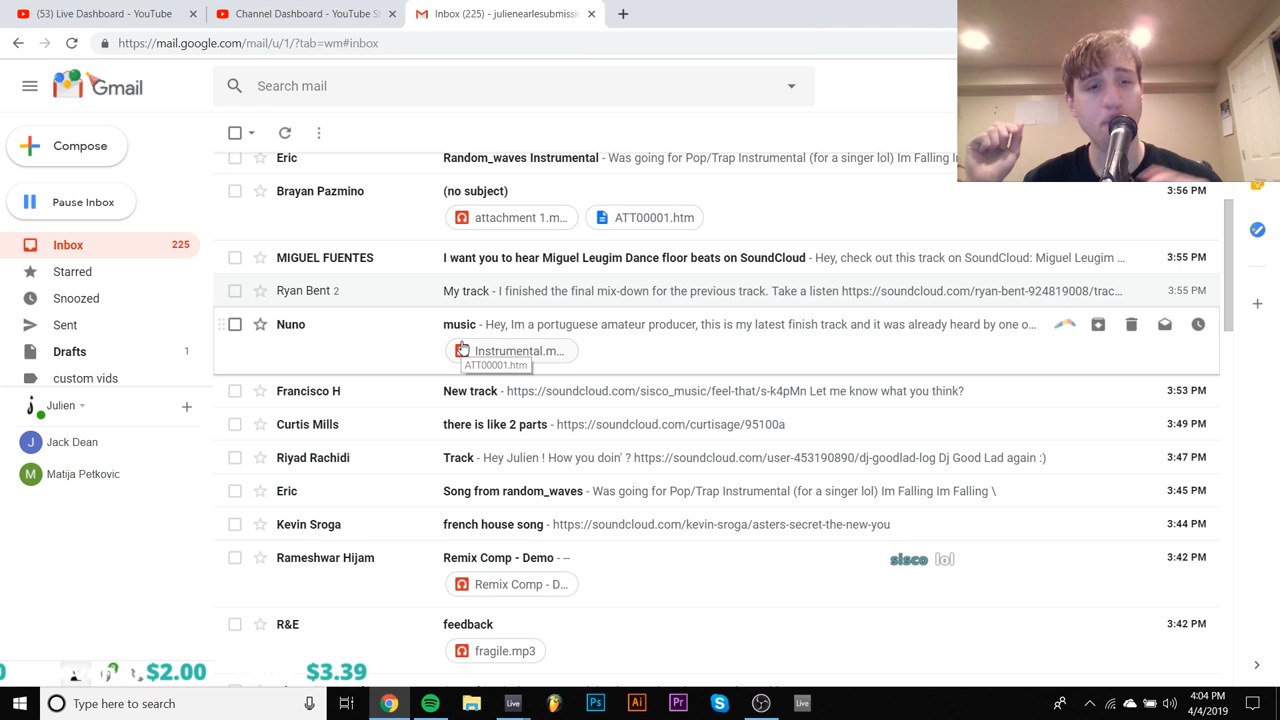 (53) Live Dashboard - YouTube
Channel Dashboard - YouTube S
Inbox (225) - julienearlesubmissi
https://mail.google.com/mail/u/1/?tab=wm#inbox
Gmail
Search mail
Compose
Pause Inbox
Inbox 225
Starred
Snoozed
Sent
Drafts 1
custom vids
Julien
J Jack Dean
M Matija Petkovic
Eric Random_waves Instrumental - Was going for Pop/Trap Instrumental (for a singer lol) Im Falling I
Brayan Pazmino (no subject) 3:56 PM
attachment 1.m... ATT00001.htm
MIGUEL FUENTES I want you to hear Miguel Leugim Dance floor beats on SoundCloud - Hey, check out this track on SoundCloud: Miguel Leugim ... 3:55 PM
Ryan Bent 2 My track - I finished the final mix-down for the previous track. Take a listen https://soundcloud.com/ryan-bent-924819008/trac... 3:55 PM
Nuno music - Hey, Im a portuguese amateur producer, this is my latest finish track and it was already heard by one o...
Instrumental.m...
ATT00001.htm
Francisco H New track - https://soundcloud.com/sisco_music/feel-that/s-k4pMn Let me know what you think? 3:53 PM
Curtis Mills there is like 2 parts - https://soundcloud.com/curtisage/95100a 3:49 PM
Riyad Rachidi Track - Hey Julien ! How you doin' ? https://soundcloud.com/user-453190890/dj-goodlad-log Dj Good Lad again :) 3:47 PM
Eric Song from random_waves - Was going for Pop/Trap Instrumental (for a singer lol) Im Falling Im Falling \ 3:45 PM
Kevin Sroga french house song - https://soundcloud.com/kevin-sroga/asters-secret-the-new-you 3:44 PM
Rameshwar Hijam Remix Comp - Demo - -- 3:42 PM
sisco lol
Remix Comp - D...
R&E feedback 3:42 PM
fragile.mp3
$2.00 $3.39
Type here to search
Live Ps Ai Pr Live
4:04 PM
4/4/2019